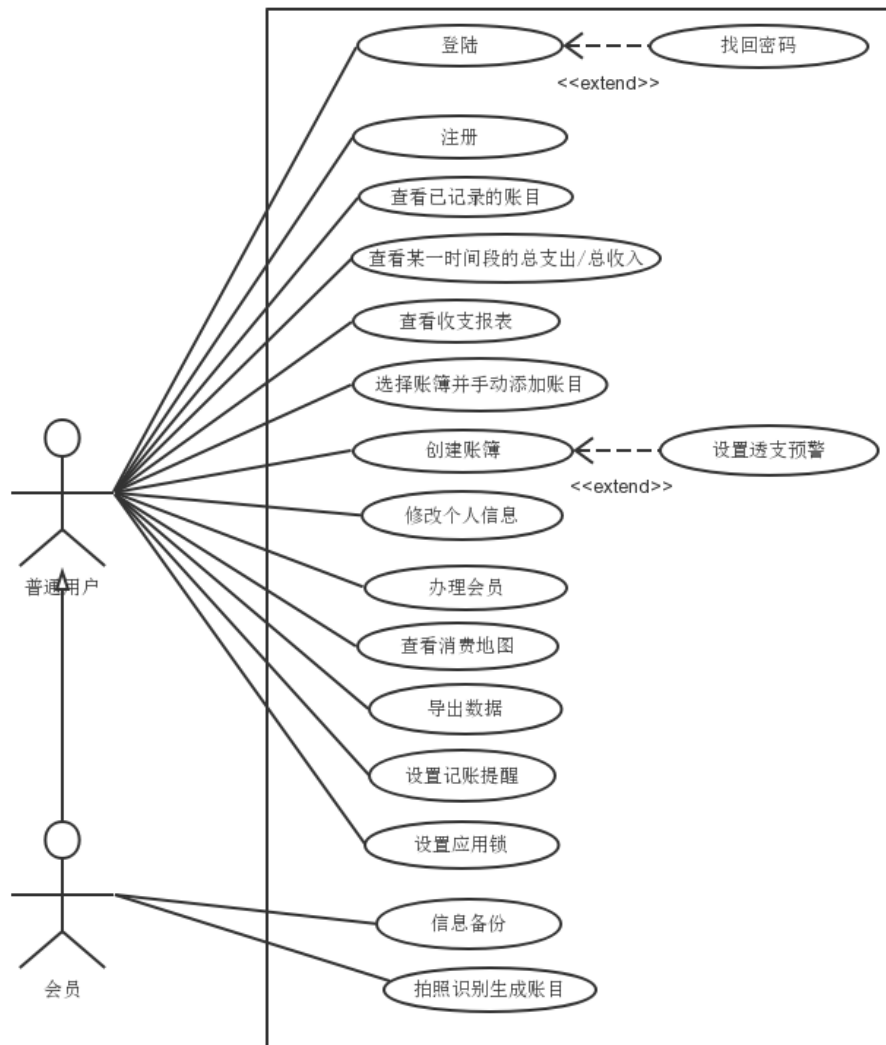 登陆
找回密码
<<extend>>
注册
查看已记录的账目
查看某一时间段的总支出/总收入
查看收支报表
选择账簿并手动添加账目
创建账簿
设置透支预警
<<extend>>
修改个人信息
普通用户
办理会员
查看消费地图
导出数据
设置记账提醒
设置应用锁
信息备份
会员
拍照识别生成账目